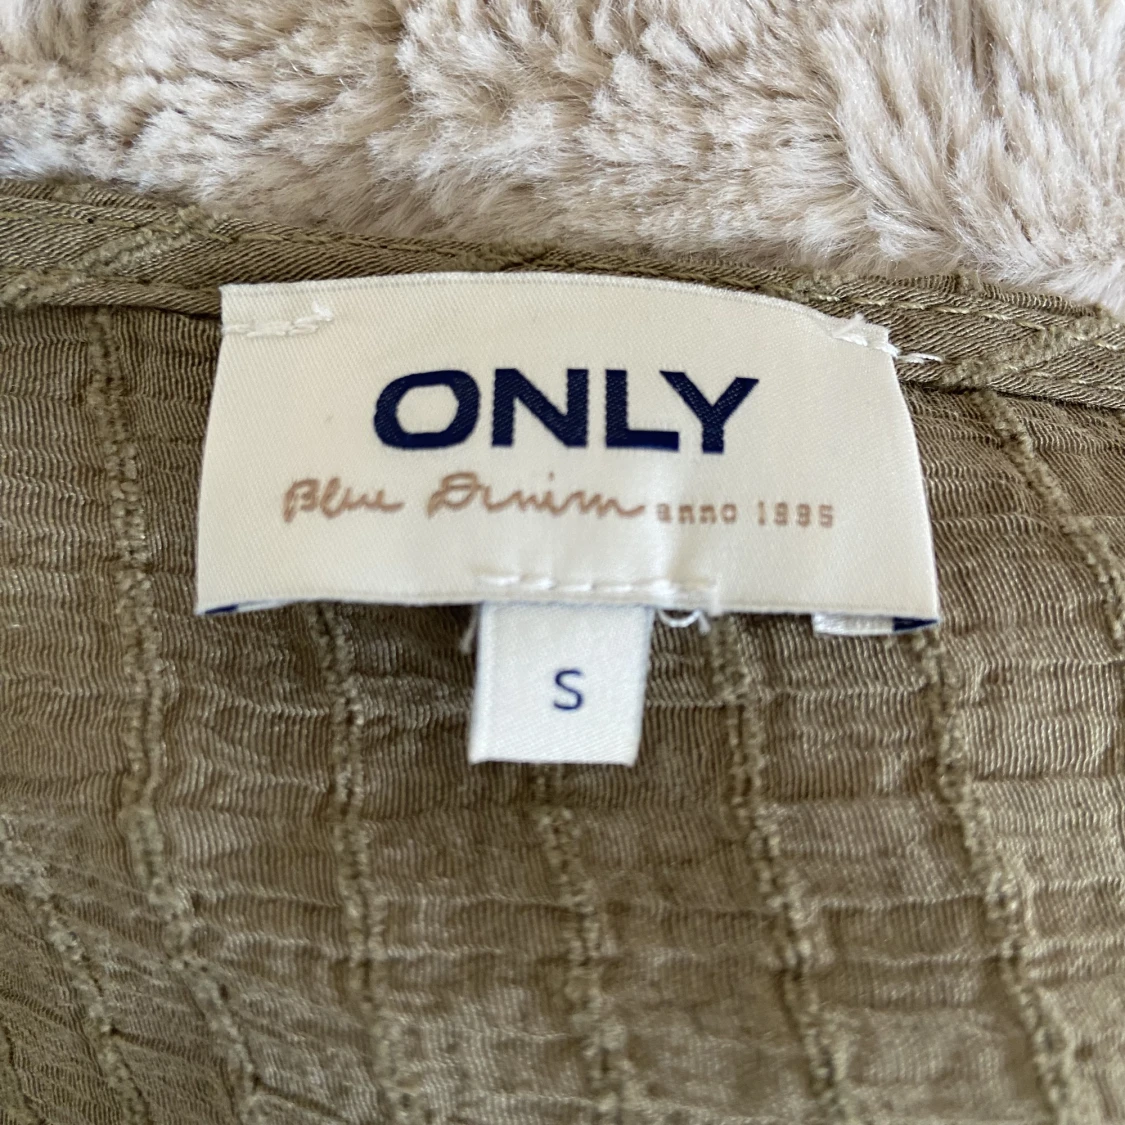 ONLY
Blue Denim anno 1995
S